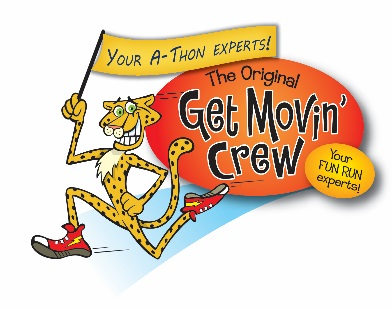 YOUR A-THON EXPERTS!
The Original
Get Movin'
Crew
Your
FUN RUN
experts!